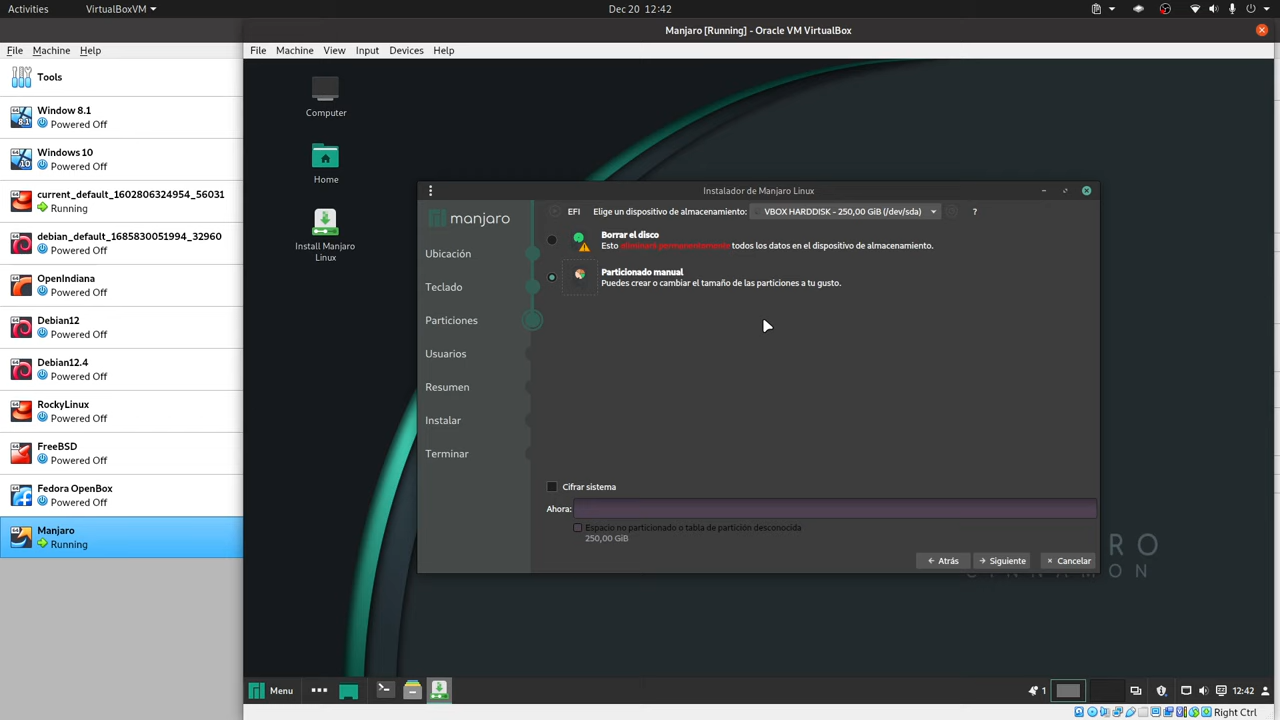 Activities
VirtualBoxVM
Dec 20 12:42
Manjaro [Running] - Oracle VM VirtualBox
File Machine Help
File Machine View Input Devices Help
Tools
Window 8.1
Powered Off
Windows 10
Powered Off
current_default_1602806324954_56031
Running
debian_default_1685830051994_32960
Powered Off
OpenIndiana
Powered Off
Debian12
Powered Off
Debian12.4
Powered Off
RockyLinux
Powered Off
FreeBSD
Powered Off
Fedora OpenBox
Powered Off
Manjaro
Running
Computer
Home
Install Manjaro
Linux
Instalador de Manjaro Linux
manjaro
Ubicación
Teclado
Particiones
Usuarios
Resumen
Instalar
Terminar
EFI Elige un dispositivo de almacenamiento: VBOX HARDDISK - 250,00 GiB (/dev/sda) ?
Borrar el disco
Esto eliminará permanentemente todos los datos en el dispositivo de almacenamiento.
Particionado manual
Puedes crear o cambiar el tamaño de las particiones a tu gusto.
Cifrar sistema
Ahora:
Espacio no particionado o tabla de partición desconocida
250,00 GiB
Atrás Siguiente Cancelar
RO
ON
Menu
1
12:42
Right Ctrl